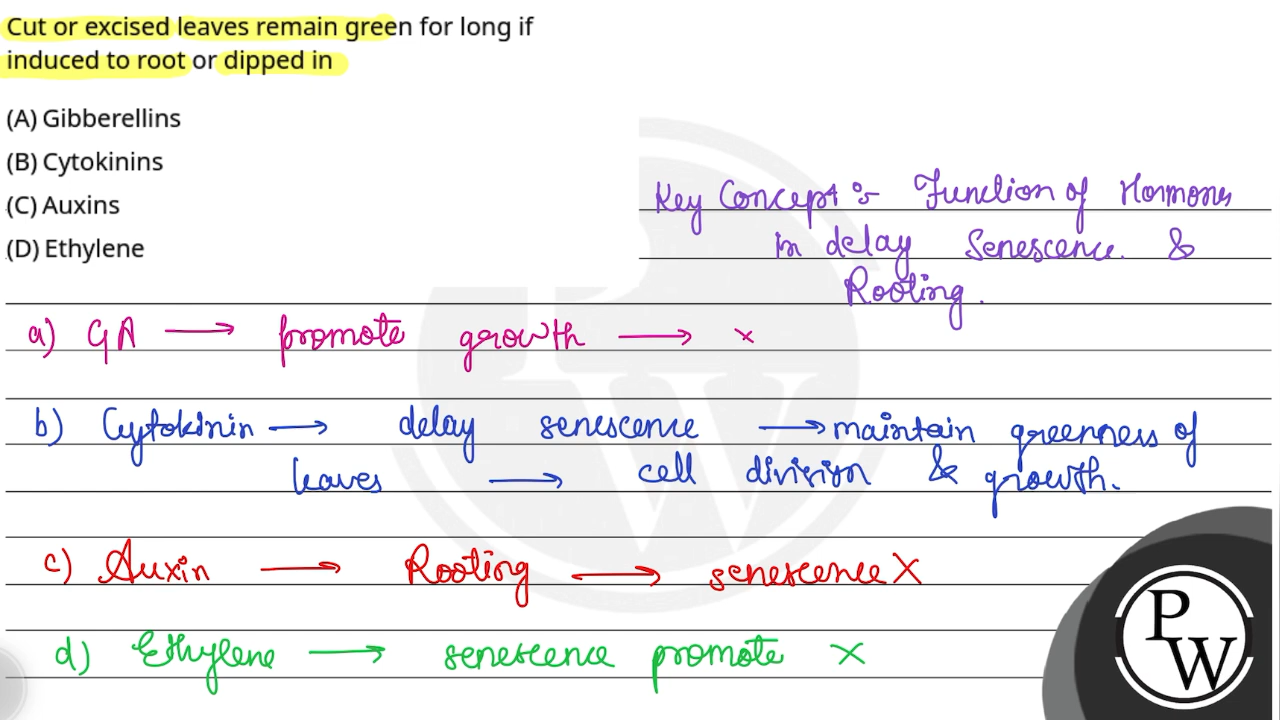 Cut or excised leaves remain green for long if
induced to root or dipped in
(A) Gibberellins
(B) Cytokinins
(C) Auxins
(D) Ethylene
Key Concept :- Function of Hormones
in delay Senescence. &
Rooting.
a) GA → promote growth → ×
b) Cytokinin → delay senescence → maintain greenness of
leaves → cell division & growth.
c) Auxin → Rooting → senescence X
d) Ethylene → senescence promote X
P
W